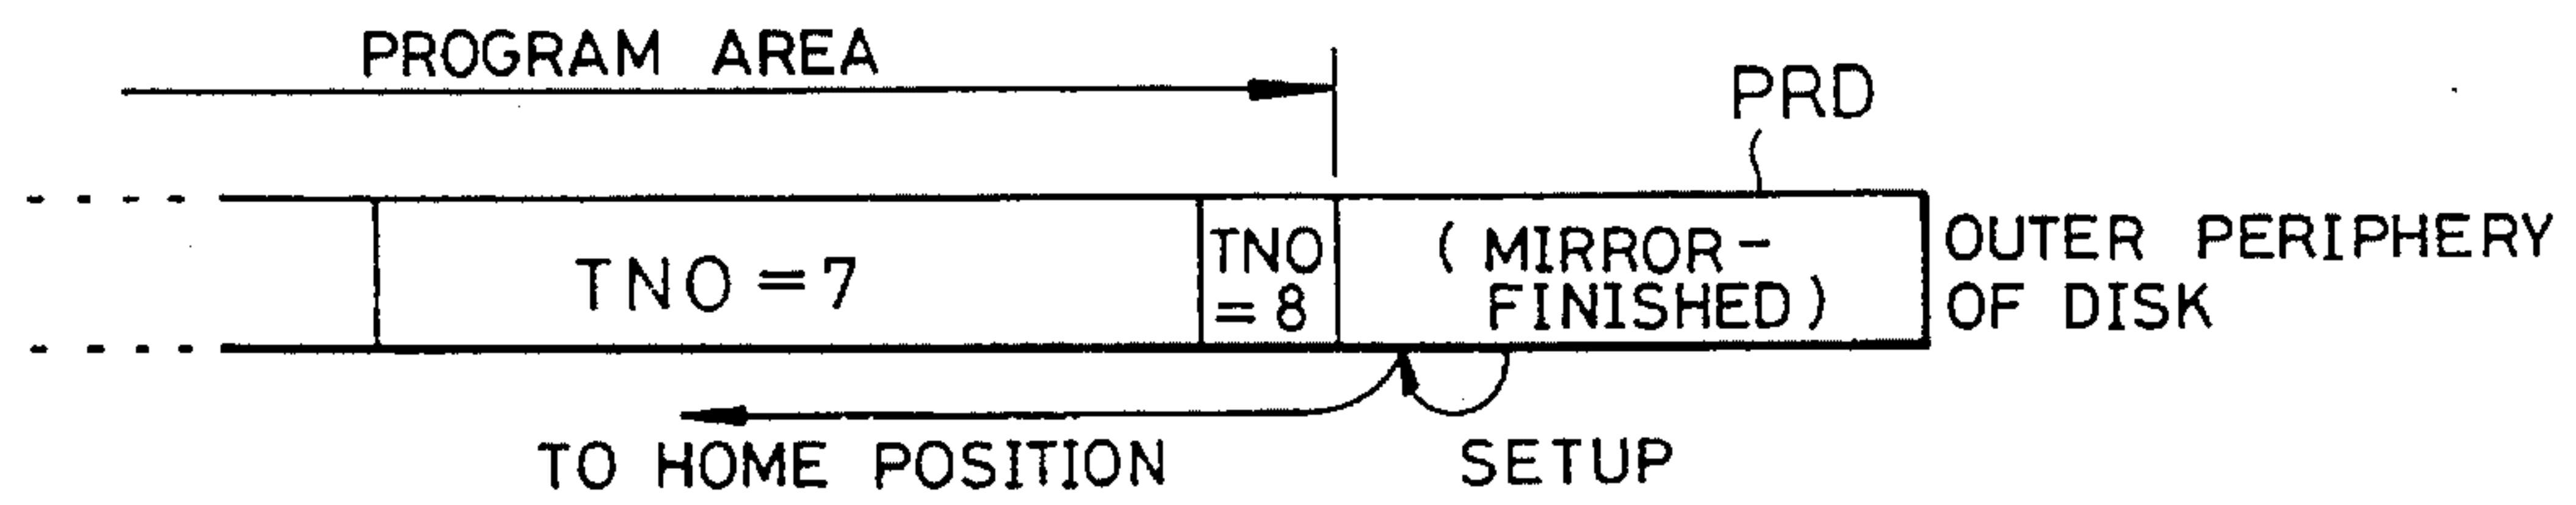 PROGRAM AREA
PRD
TNO = 7
TNO
= 8
( MIRROR-
FINISHED )
OUTER PERIPHERY
OF DISK
TO HOME POSITION
SETUP